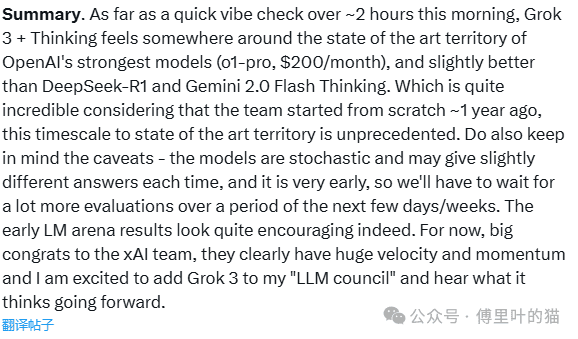 Summary. As far as a quick vibe check over ~2 hours this morning, Grok
3 + Thinking feels somewhere around the state of the art territory of
OpenAI's strongest models (o1-pro, $200/month), and slightly better
than DeepSeek-R1 and Gemini 2.0 Flash Thinking. Which is quite
incredible considering that the team started from scratch ~1 year ago,
this timescale to state of the art territory is unprecedented. Do also keep
in mind the caveats - the models are stochastic and may give slightly
different answers each time, and it is very early, so we'll have to wait for
a lot more evaluations over a period of the next few days/weeks. The
early LM arena results look quite encouraging indeed. For now, big
congrats to the xAI team, they clearly have huge velocity and momentum
and I am excited to add Grok 3 to my "LLM council" and hear what it
thinks going forward.
公众号 · 傅里叶的猫
翻译帖子